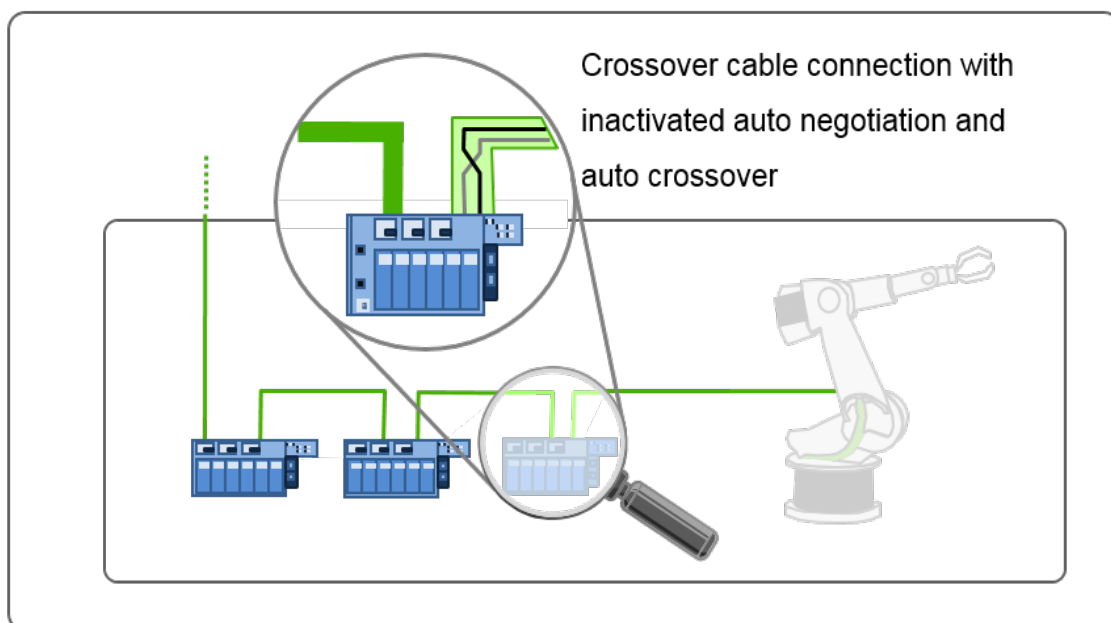 Crossover cable connection with
inactivated auto negotiation and
auto crossover